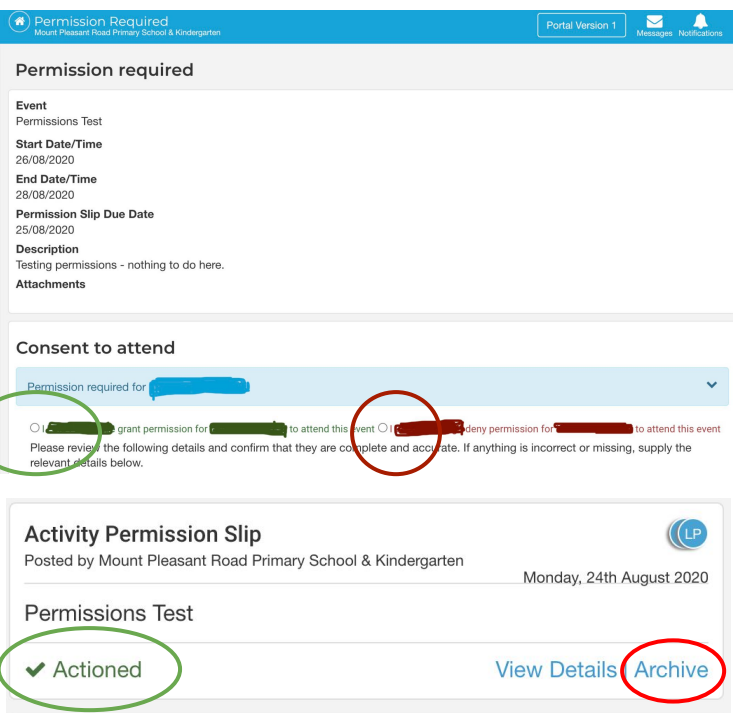 Permission Required
Mount Pleasant Road Primary School & Kindergarten
Portal Version 1
Messages Notifications
Permission required
Event
Permissions Test
Start Date/Time
26/08/2020
End Date/Time
28/08/2020
Permission Slip Due Date
25/08/2020
Description
Testing permissions - nothing to do here.
Attachments
Consent to attend
Permission required for
I grant permission for to attend this event I deny permission for to attend this event
Please review the following details and confirm that they are complete and accurate. If anything is incorrect or missing, supply the
relevant details below.
Activity Permission Slip
LP
Posted by Mount Pleasant Road Primary School & Kindergarten
Monday, 24th August 2020
Permissions Test
Actioned
View Details | Archive